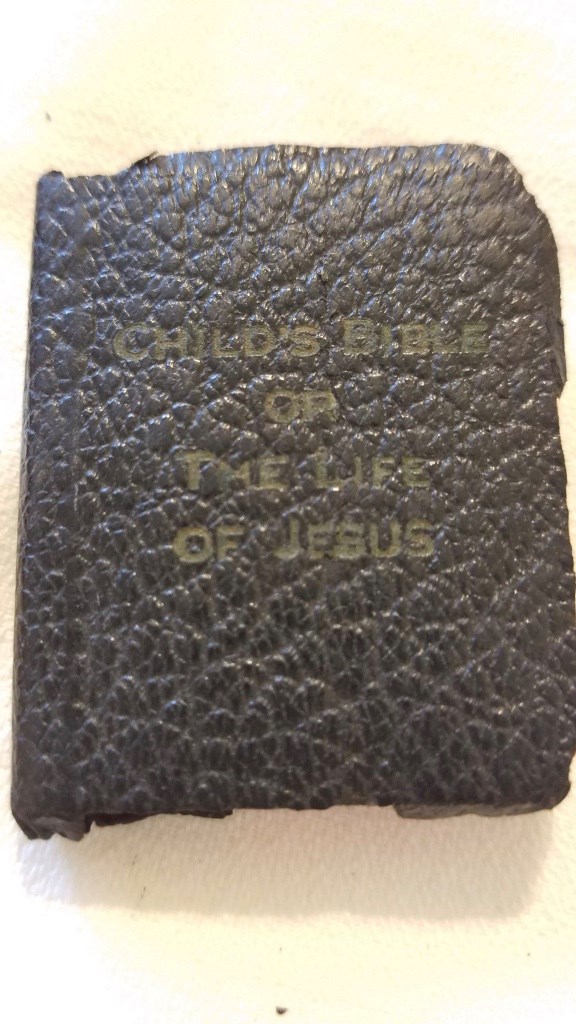 CHILD'S BIBLE
OR
THE LIFE
OF JESUS